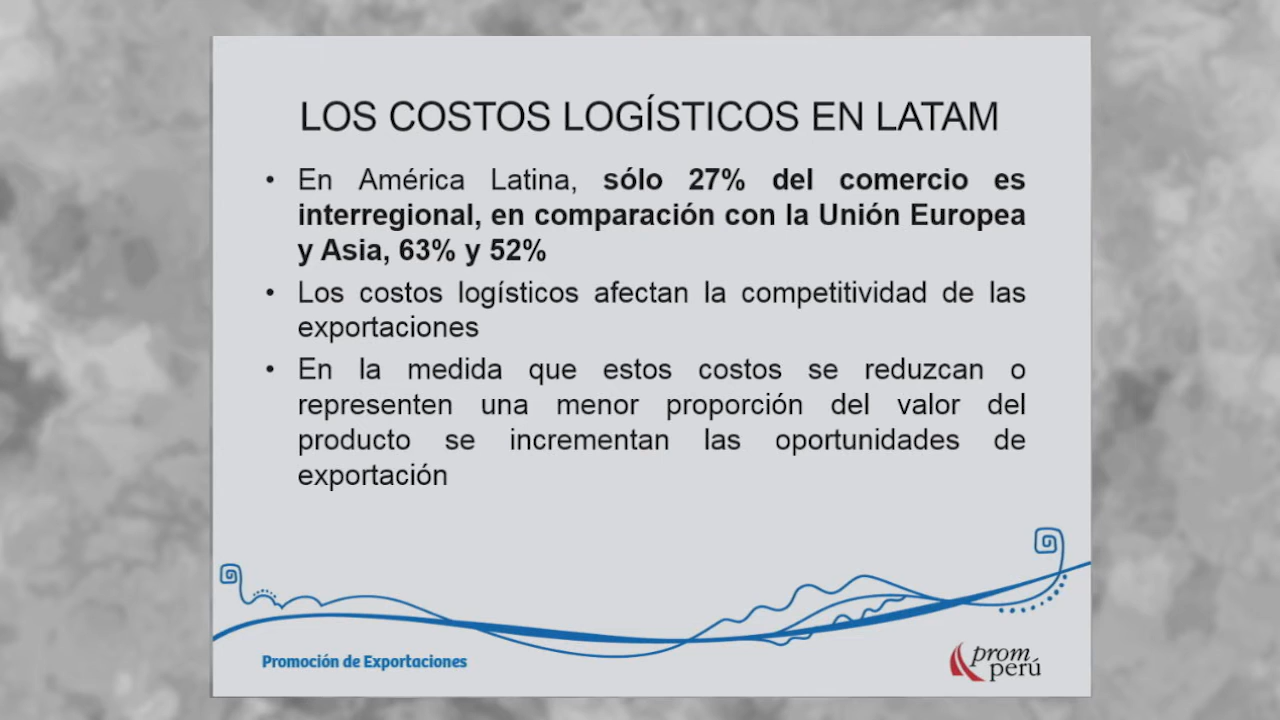 LOS COSTOS LOGÍSTICOS EN LATAM
• En América Latina, sólo 27% del comercio es
interregional, en comparación con la Unión Europea
y Asia, 63% y 52%
• Los costos logísticos afectan la competitividad de las
exportaciones
• En la medida que estos costos se reduzcan o
representen una menor proporción del valor del
producto se incrementan las oportunidades de
exportación
Promoción de Exportaciones
prom
perú